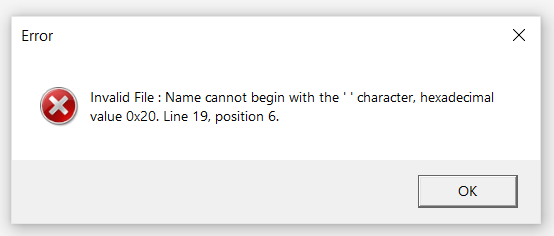 Error
Invalid File : Name cannot begin with the ' ' character, hexadecimal
value 0x20. Line 19, position 6.
OK